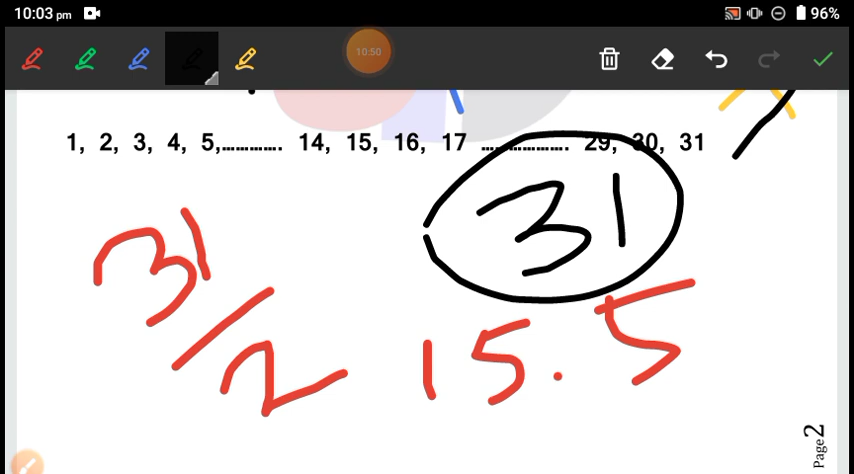 10:03 pm 96%
10:50
1, 2, 3, 4, 5,............. 14, 15, 16, 17 .................. 29, 30, 31
31
31/2 15.5
Page 2